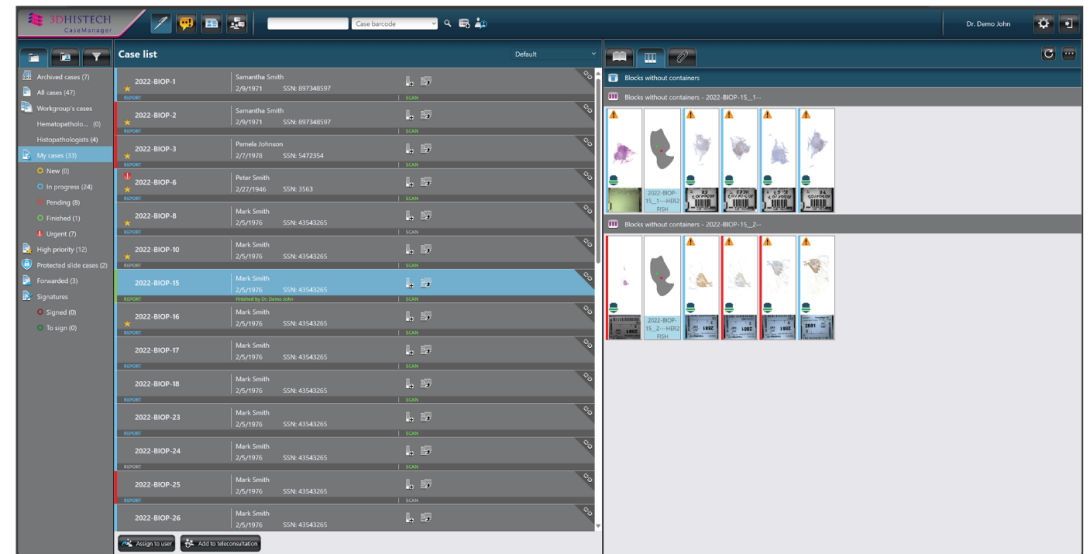 3DHISTECH
CaseManager
Case barcode
Dr. Demo John
Case list
Default
Archived cases (7)
All cases (47)
Workgroup's cases
Hematopatholo... (0)
Histopathologists (4)
My cases (33)
New (0)
In progress (24)
Pending (8)
Finished (1)
Urgent (7)
High priority (12)
Protected slide cases (2)
Forwarded (3)
Signatures
Signed (0)
To sign (0)
2022-BIOP-1
Samantha Smith
2/9/1971 SSN: 897348597
REPORT SCAN
2022-BIOP-2
Samantha Smith
2/9/1971 SSN: 897348597
REPORT SCAN
2022-BIOP-3
Pamela Johnson
2/7/1978 SSN: 5472354
REPORT SCAN
2022-BIOP-6
Peter Smith
2/27/1946 SSN: 3563
REPORT SCAN
2022-BIOP-8
Mark Smith
2/5/1976 SSN: 43543265
REPORT SCAN
2022-BIOP-10
Mark Smith
2/5/1976 SSN: 43543265
REPORT SCAN
2022-BIOP-15
Mark Smith
2/5/1976 SSN: 43543265
REPORT Finished by Dr. Demo John SCAN
2022-BIOP-16
Mark Smith
2/5/1976 SSN: 43543265
REPORT SCAN
2022-BIOP-17
Mark Smith
2/5/1976 SSN: 43543265
REPORT SCAN
2022-BIOP-18
Mark Smith
2/5/1976 SSN: 43543265
REPORT SCAN
2022-BIOP-23
Mark Smith
2/5/1976 SSN: 43543265
REPORT SCAN
2022-BIOP-24
Mark Smith
2/5/1976 SSN: 43543265
REPORT SCAN
2022-BIOP-25
Mark Smith
2/5/1976 SSN: 43543265
REPORT SCAN
2022-BIOP-26
Mark Smith
2/5/1976 SSN: 43543265
Assign to user
Add to teleconsultation
Blocks without containers
Blocks without containers - 2022-BIOP-15__1--
2022-BIOP-
15__1---HER2
FISH
Blocks without containers - 2022-BIOP-15__2--
2022-BIOP-
15__2---HER2
FISH